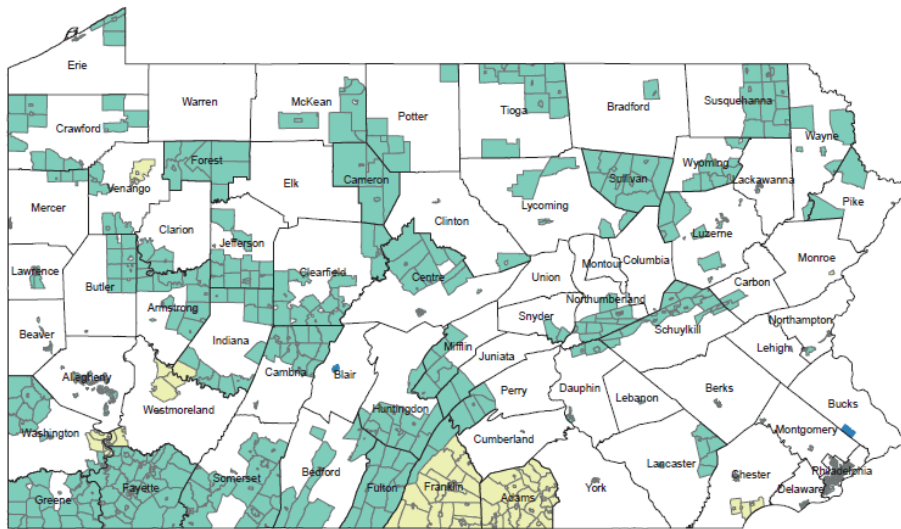 Erie
Warren
McKean
Potter
Tioga
Bradford
Susquehanna
Wayne
Crawford
Forest
Wyoming
Lackawanna
Venango
Elk
Cameron
Sullivan
Pike
Mercer
Clinton
Lycoming
Clarion
Jefferson
Luzerne
Columbia
Monroe
Lawrence
Butler
Clearfield
Centre
Union
Montour
Carbon
Armstrong
Northumberland
Snyder
Schuylkill
Northampton
Beaver
Indiana
Mifflin
Juniata
Lehigh
Allegheny
Cambria
Blair
Perry
Dauphin
Lebanon
Berks
Bucks
Westmoreland
Huntingdon
Washington
Cumberland
Montgomery
Bedford
Lancaster
Philadelphia
Greene
Fayette
Somerset
Fulton
Franklin
Adams
York
Chester
Delaware